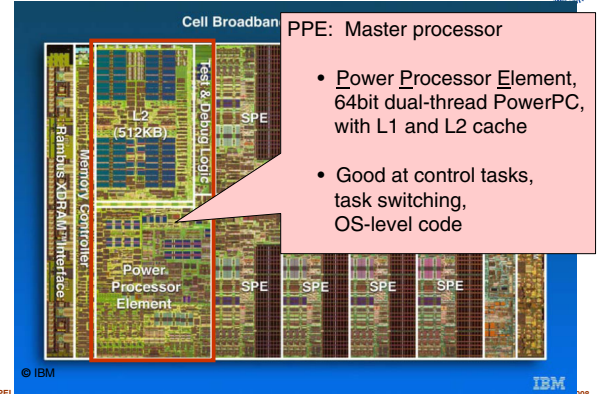 Cell Broadban
PPE: Master processor
• Power Processor Element,
64bit dual-thread PowerPC,
with L1 and L2 cache
• Good at control tasks,
task switching,
OS-level code
Rambus XDRAM™ Interface
Memory Controller
L2
(512KB)
Test & Debug Logic
SPE
Power
Processor
Element
SPE
SPE
SPE
SPE
© IBM
IBM